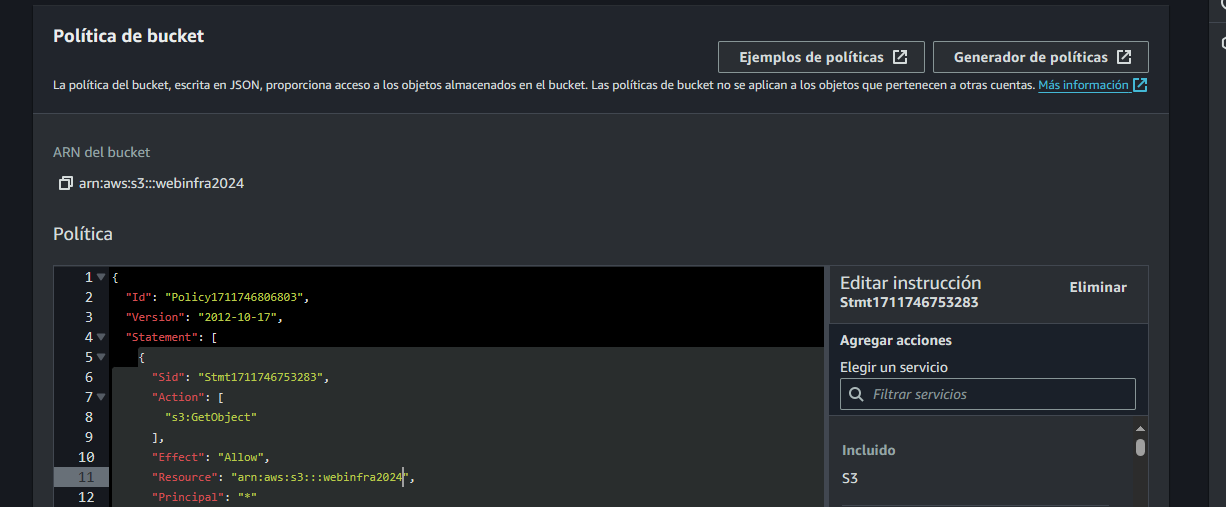 Política de bucket
Ejemplos de políticas
Generador de políticas
La política del bucket, escrita en JSON, proporciona acceso a los objetos almacenados en el bucket. Las políticas de bucket no se aplican a los objetos que pertenecen a otras cuentas. Más información
ARN del bucket
arn:aws:s3:::webinfra2024
Política
1 {
2 "Id": "Policy1711746806803",
3 "Version": "2012-10-17",
4 "Statement": [
5 {
6 "Sid": "Stmt1711746753283",
7 "Action": [
8 "s3:GetObject"
9 ],
10 "Effect": "Allow",
11 "Resource": "arn:aws:s3:::webinfra2024",
12 "Principal": "*"
Editar instrucción
Stmt1711746753283
Eliminar
Agregar acciones
Elegir un servicio
Filtrar servicios
Incluido
S3